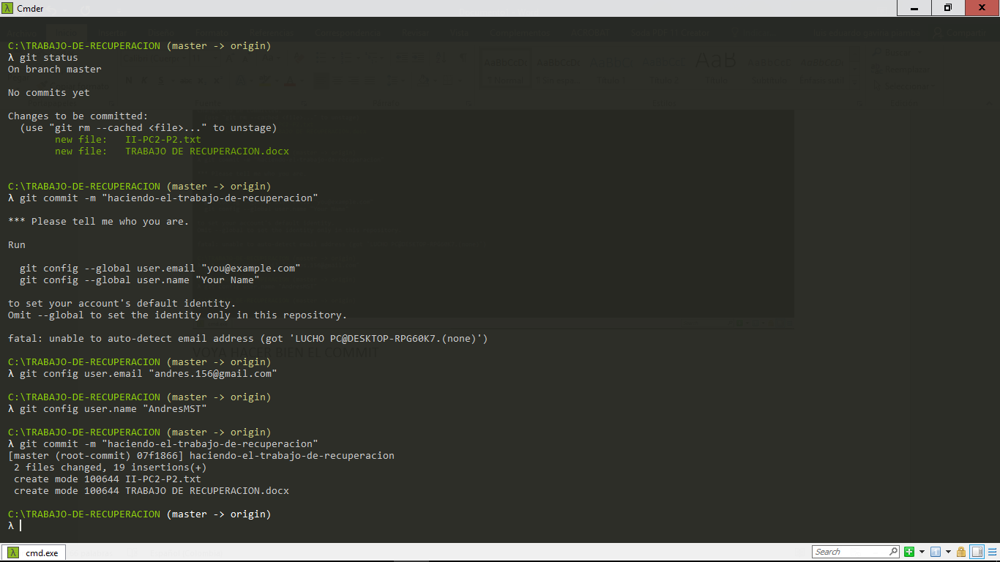 Cmder
C:\TRABAJO-DE-RECUPERACION (master -> origin)
λ git status
On branch master
No commits yet
Changes to be committed:
(use "git rm --cached <file>..." to unstage)
new file: II-PC2-P2.txt
new file: TRABAJO DE RECUPERACION.docx
C:\TRABAJO-DE-RECUPERACION (master -> origin)
λ git commit -m "haciendo-el-trabajo-de-recuperacion"
*** Please tell me who you are.
Run
git config --global user.email "you@example.com"
git config --global user.name "Your Name"
to set your account's default identity.
Omit --global to set the identity only in this repository.
fatal: unable to auto-detect email address (got 'LUCHO PC@DESKTOP-RPG60K7.(none)')
VOYA HACER BIEN EL COMMIT
C:\TRABAJO-DE-RECUPERACION (master -> origin)
λ git config user.email "andres.156@gmail.com"
C:\TRABAJO-DE-RECUPERACION (master -> origin)
λ git config user.name "AndresMST"
C:\TRABAJO-DE-RECUPERACION (master -> origin)
λ git commit -m "haciendo-el-trabajo-de-recuperacion"
[master (root-commit) 07f1866] haciendo-el-trabajo-de-recuperacion
2 files changed, 19 insertions(+)
create mode 100644 II-PC2-P2.txt
create mode 100644 TRABAJO DE RECUPERACION.docx
C:\TRABAJO-DE-RECUPERACION (master -> origin)
λ
cmd.exe
Search